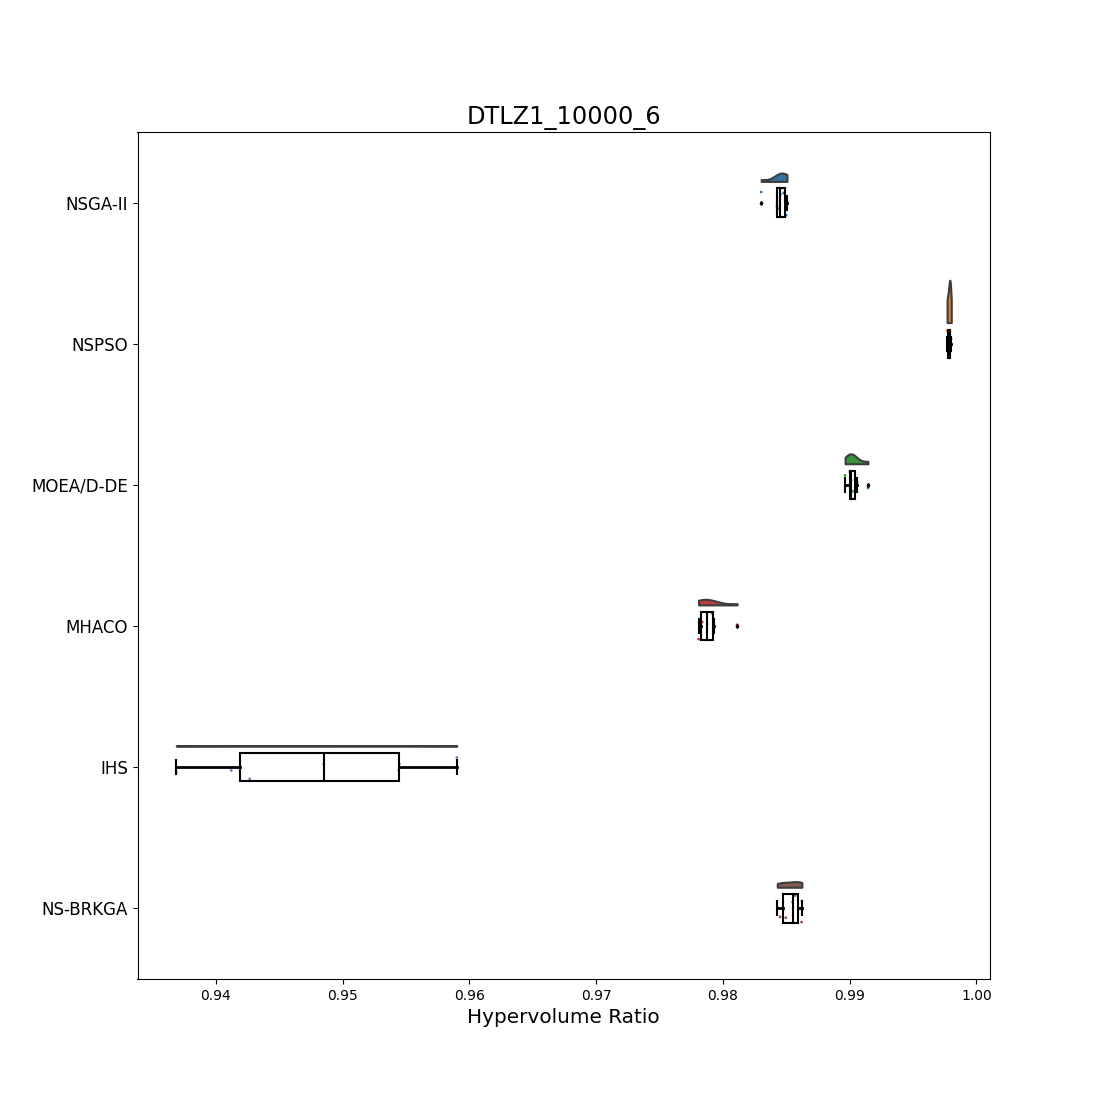 DTLZ1_10000_6
NSGA-II
NSPSO
MOEA/D-DE
MHACO
IHS
NS-BRKGA
0.94 0.95 0.96 0.97 0.98 0.99 1.00
Hypervolume Ratio